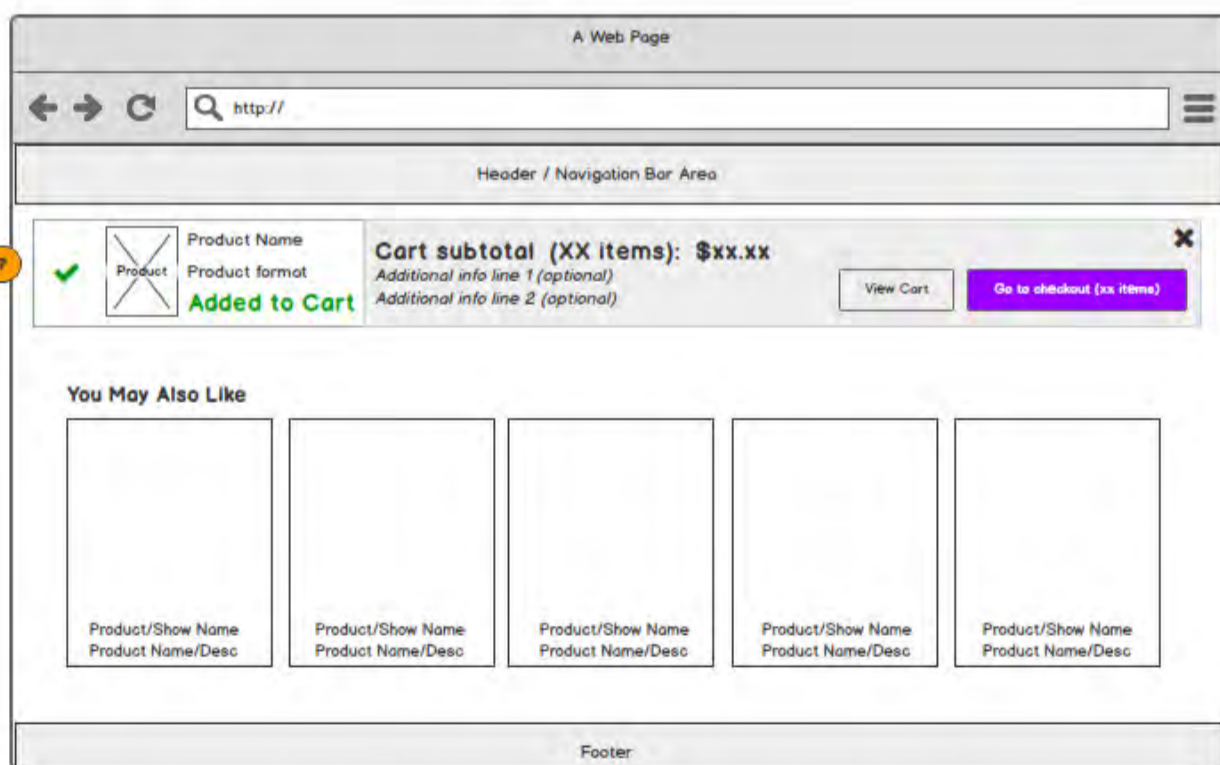 A Web Page
http://
Header / Navigation Bar Area
?
Product
Product Name
Product format
Added to Cart
Cart subtotal (XX items): $xx.xx
Additional info line 1 (optional)
Additional info line 2 (optional)
View Cart
Go to checkout (xx items)
You May Also Like
Product/Show Name
Product Name/Desc
Product/Show Name
Product Name/Desc
Product/Show Name
Product Name/Desc
Product/Show Name
Product Name/Desc
Product/Show Name
Product Name/Desc
Footer